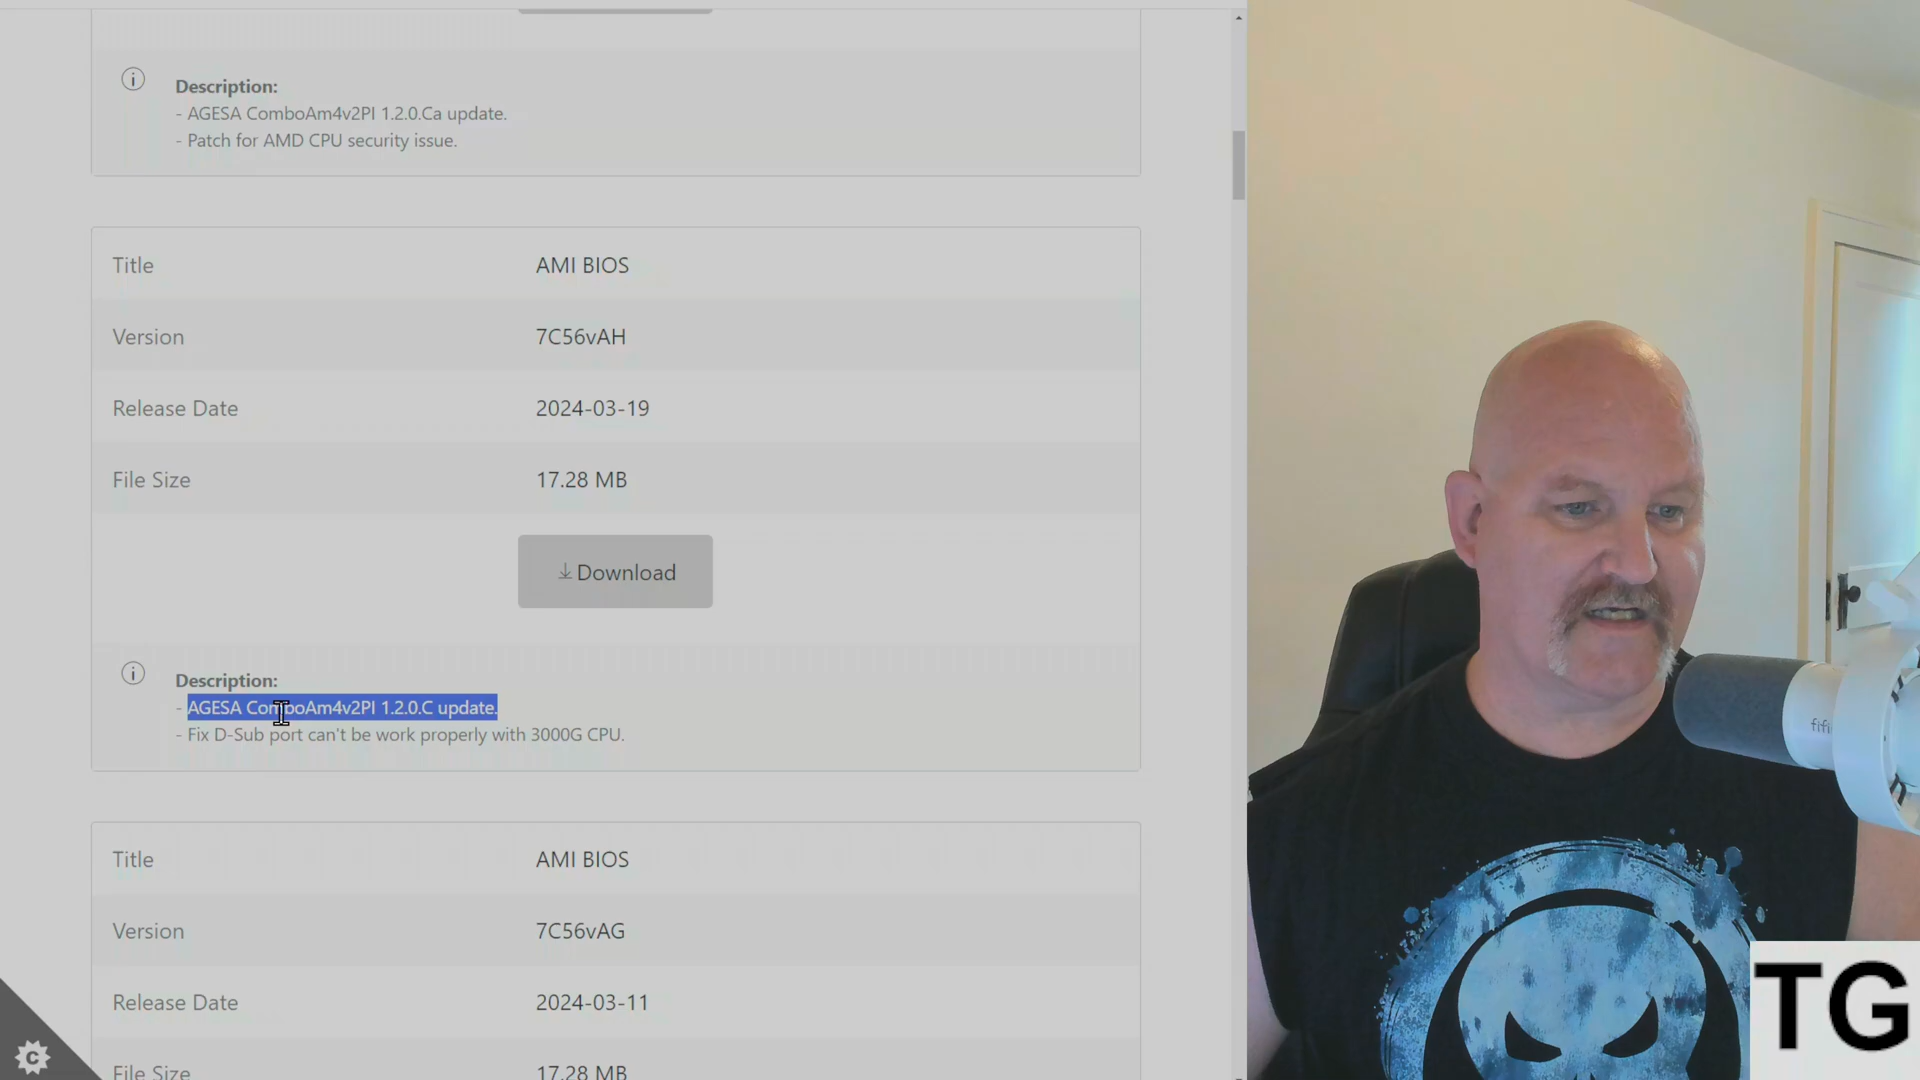 Description:
- AGESA ComboAm4v2PI 1.2.0.Ca update.
- Patch for AMD CPU security issue.
Title AMI BIOS
Version 7C56vAH
Release Date 2024-03-19
File Size 17.28 MB
Download
Description:
- AGESA ComboAm4v2PI 1.2.0.C update.
- Fix D-Sub port can't be work properly with 3000G CPU.
Title AMI BIOS
Version 7C56vAG
Release Date 2024-03-11
File Size 17.28 MB
C
TG